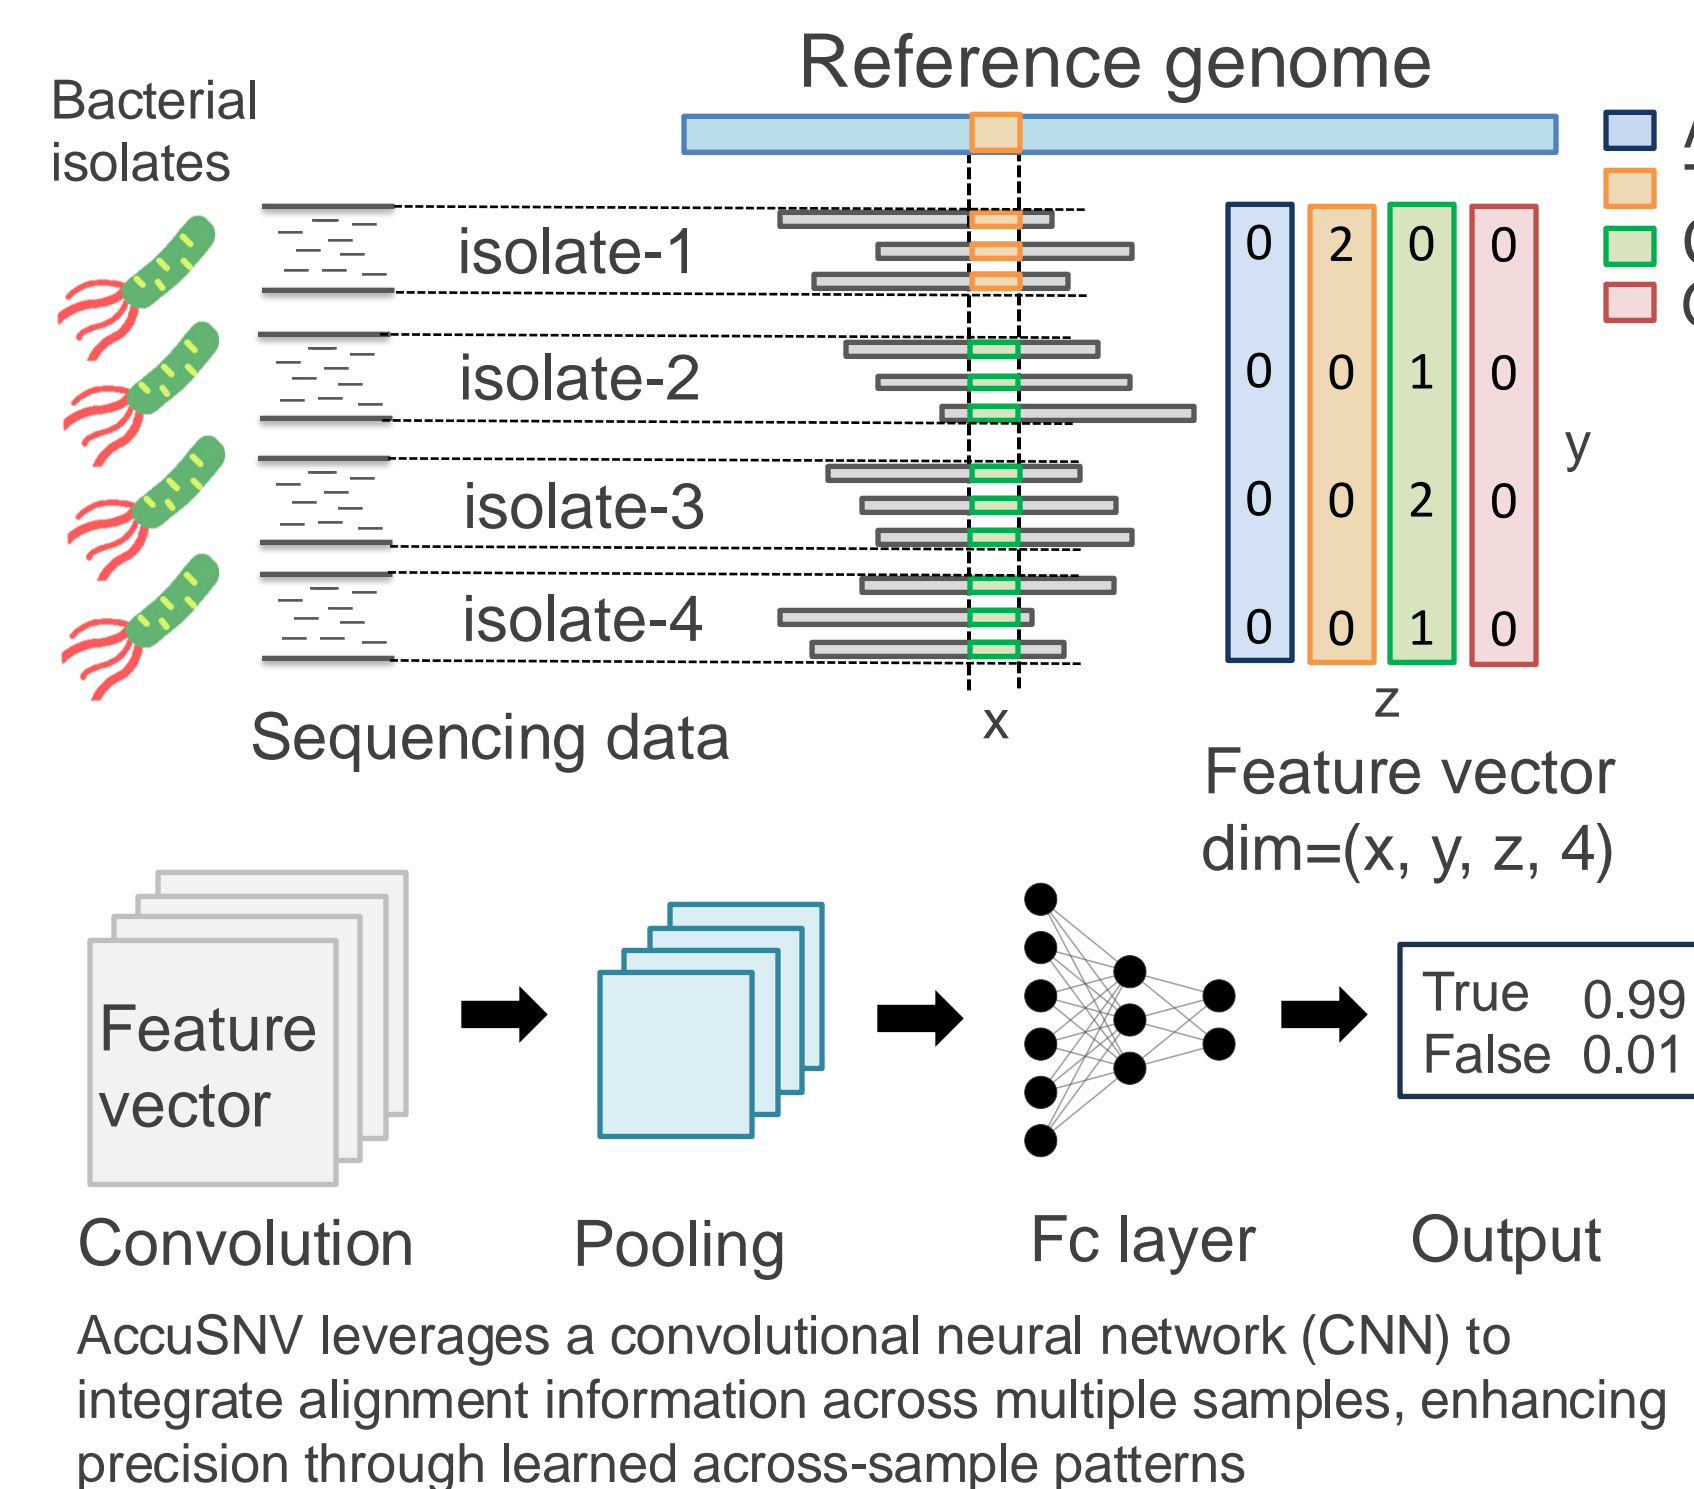 Reference genome
Bacterial
isolates
isolate-1
isolate-2
isolate-3
isolate-4
0 2 0 0
0 0 1 0
0 0 2 0
0 0 1 0
y
z
x
Sequencing data
Feature vector
dim=(x, y, z, 4)
Feature
vector
True 0.99
False 0.01
Convolution
Pooling
Fc layer
Output
AccuSNV leverages a convolutional neural network (CNN) to
integrate alignment information across multiple samples, enhancing
precision through learned across-sample patterns